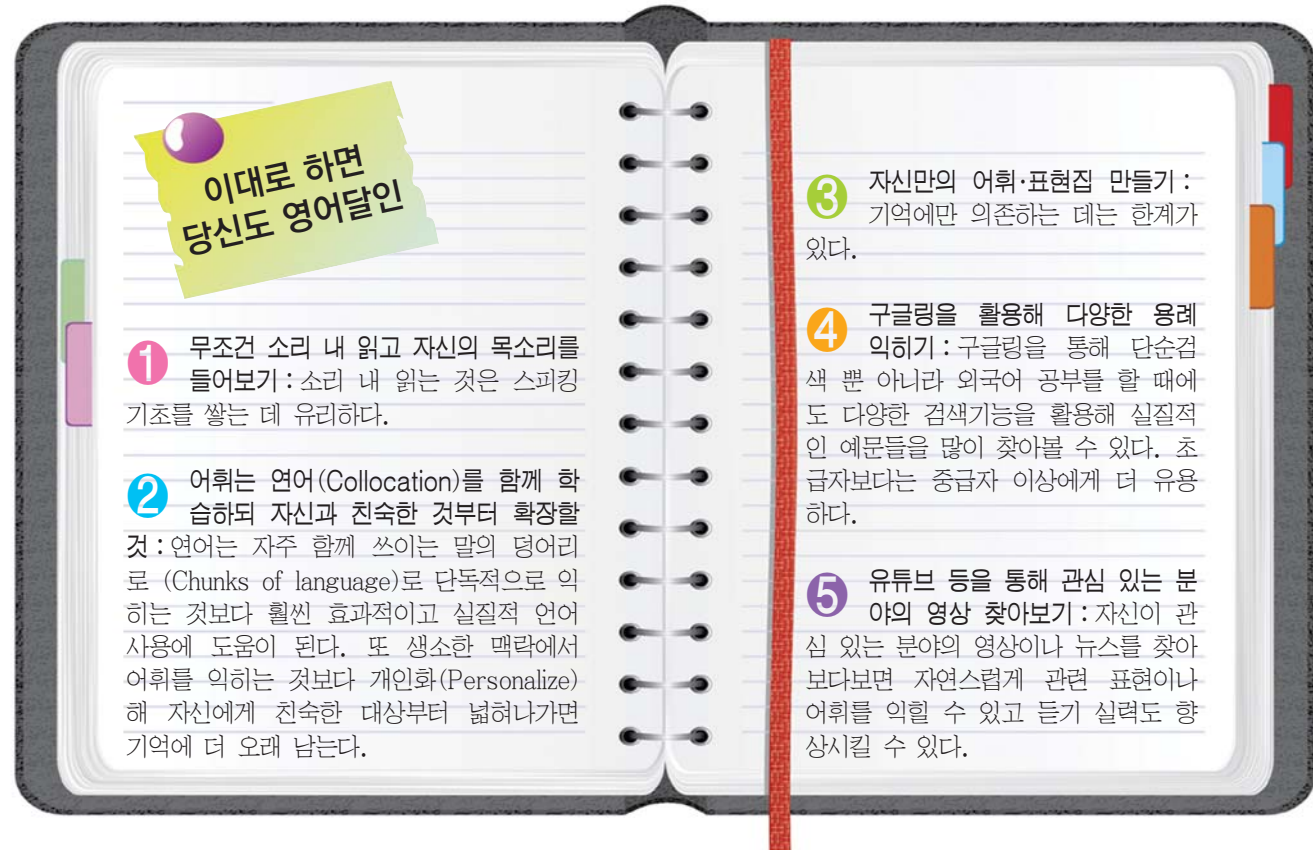 이대로 하면
당신도 영어달인
1 무조건 소리 내 읽고 자신의 목소리를
들어보기 : 소리 내 읽는 것은 스피킹
기초를 쌓는 데 유리하다.
2 어휘는 연어(Collocation)를 함께 학
습하되 자신과 친숙한 것부터 확장할
것 : 연어는 자주 함께 쓰이는 말의 덩어리
로 (Chunks of language)로 단독적으로 익
히는 것보다 훨씬 효과적이고 실질적 언어
사용에 도움이 된다. 또 생소한 맥락에서
어휘를 익히는 것보다 개인화(Personalize)
해 자신에게 친숙한 대상부터 넓혀나가면
기억에 더 오래 남는다.
3 자신만의 어휘·표현집 만들기 :
기억에만 의존하는 데는 한계가
있다.
4 구글링을 활용해 다양한 용례
익히기 : 구글링을 통해 단순검
색 뿐 아니라 외국어 공부를 할 때에
도 다양한 검색기능을 활용해 실질적
인 예문들을 많이 찾아볼 수 있다. 초
급자보다는 중급자 이상에게 더 유용
하다.
5 유튜브 등을 통해 관심 있는 분
야의 영상 찾아보기 : 자신이 관
심 있는 분야의 영상이나 뉴스를 찾아
보다보면 자연스럽게 관련 표현이나
어휘를 익힐 수 있고 듣기 실력도 향
상시킬 수 있다.